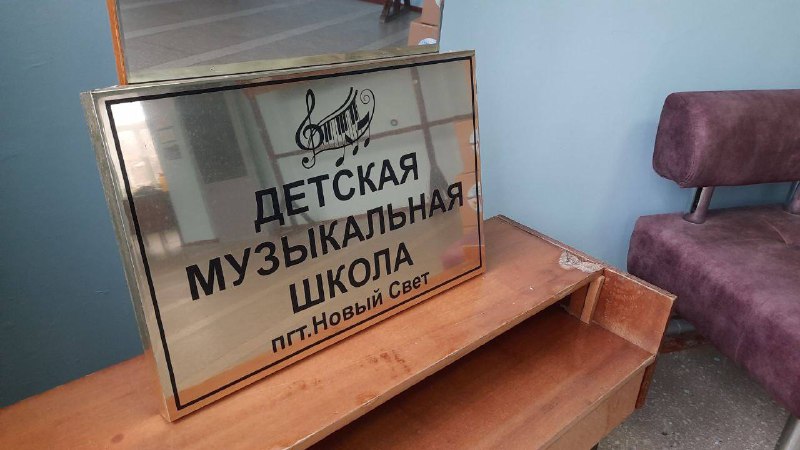 ДЕТСКАЯ
МУЗЫКАЛЬНАЯ
ШКОЛА
пгт.Новый Свет